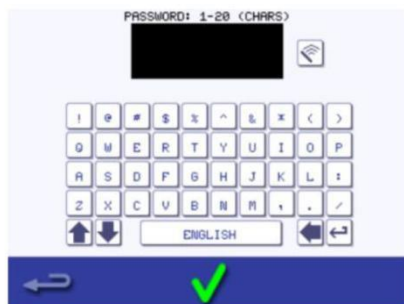 PASSWORD: 1-20 (CHARS)
! @ # $ % ^ & * ( )
Q W E R T Y U I O P
A S D F G H J K L :
Z X C V B N M , . /
ENGLISH